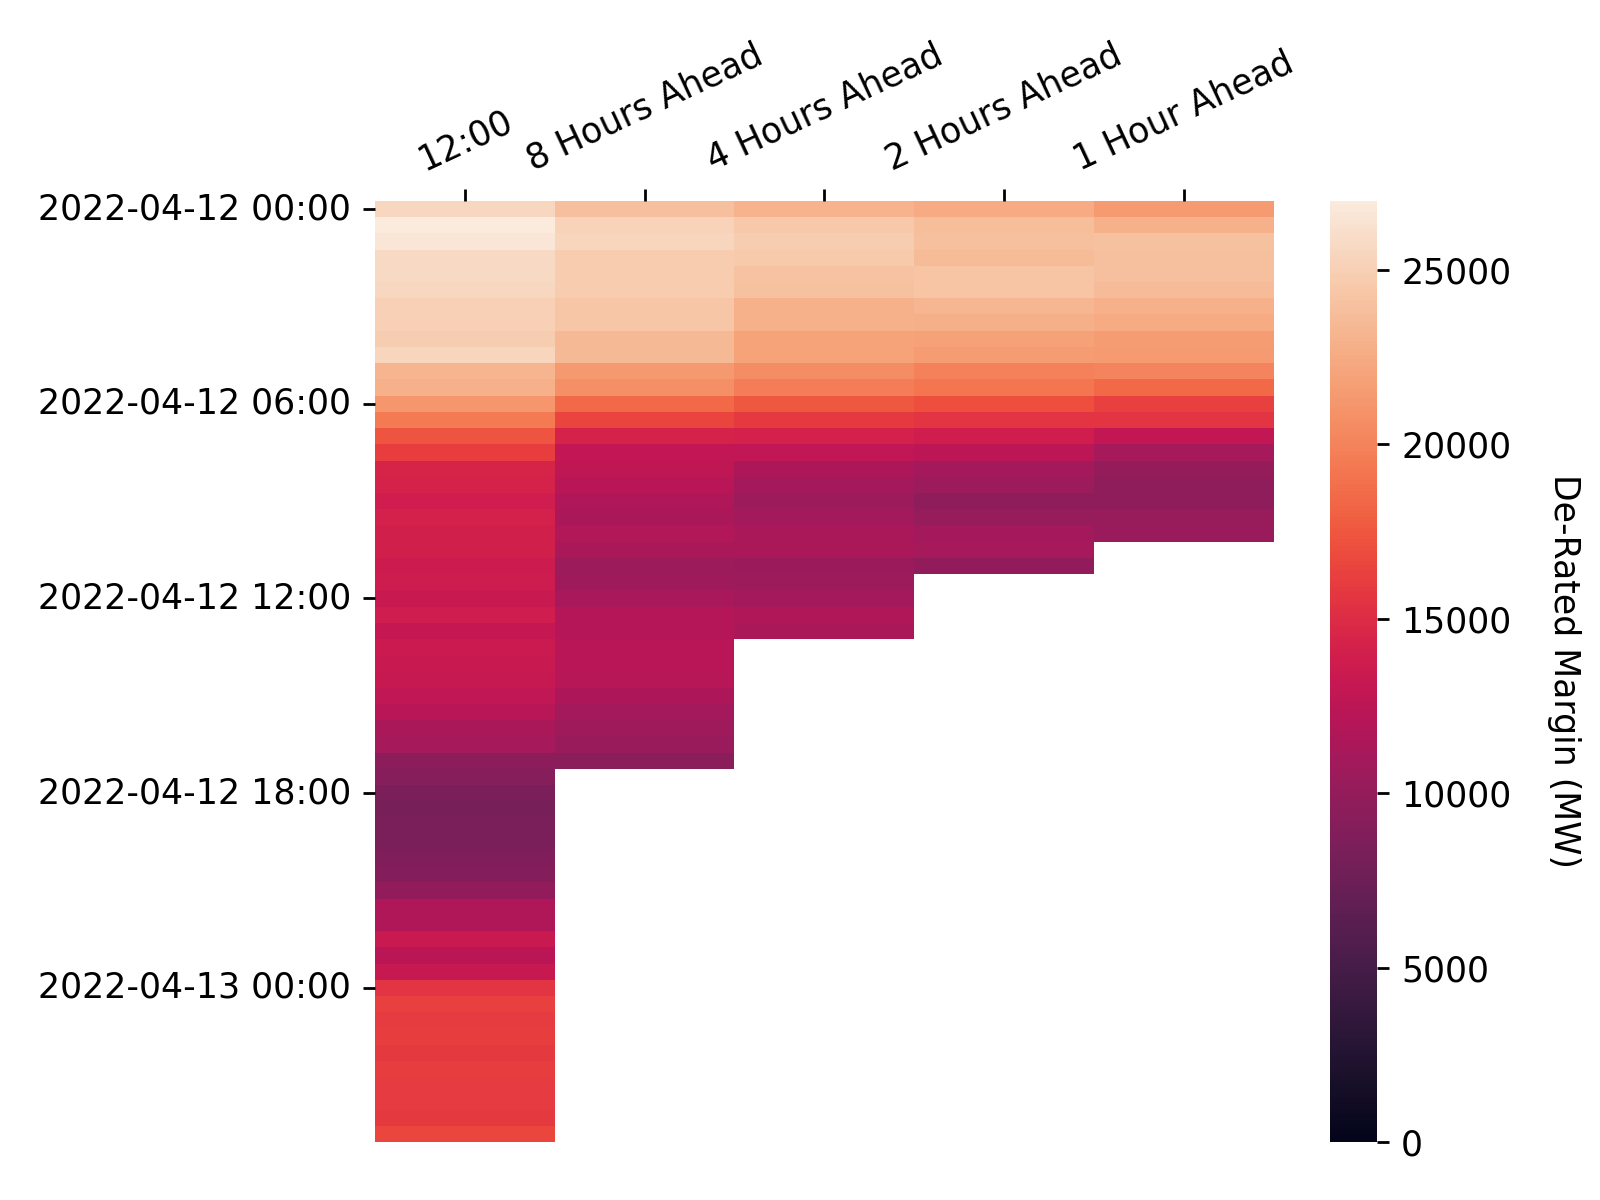 12:00
8 Hours Ahead
4 Hours Ahead
2 Hours Ahead
1 Hour Ahead
2022-04-12 00:00
2022-04-12 06:00
2022-04-12 12:00
2022-04-12 18:00
2022-04-13 00:00
25000
20000
15000
10000
5000
0
De-Rated Margin (MW)